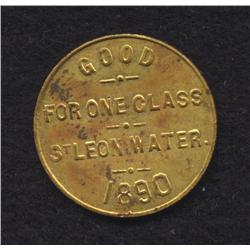 GOOD
FOR ONE GLASS
ST LEON WATER.
1890